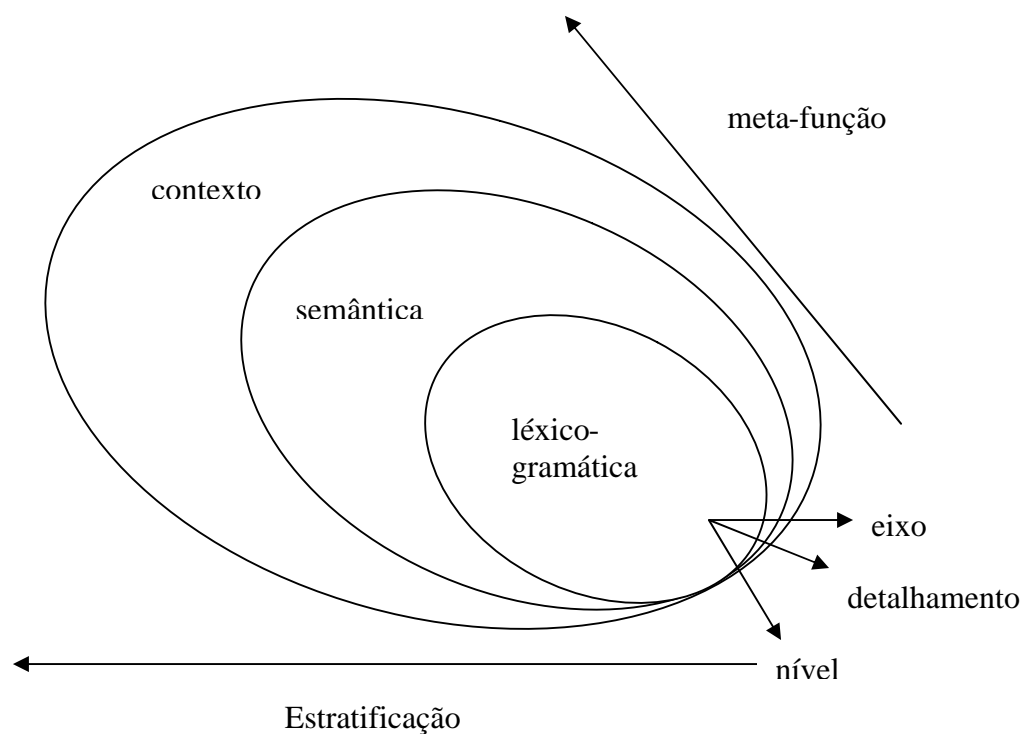 meta-função
contexto
semântica
léxico-
gramática
eixo
detalhamento
nível
Estratificação